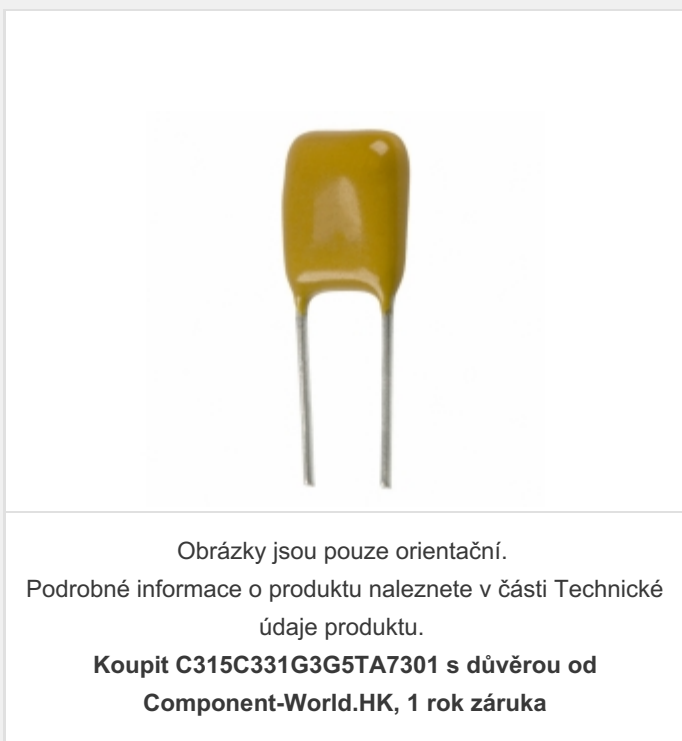 Obrázky jsou pouze orientační.
Podrobné informace o produktu naleznete v části Technické
údaje produktu.
Koupit C315C331G3G5TA7301 s důvěrou od
Component-World.HK, 1 rok záruka